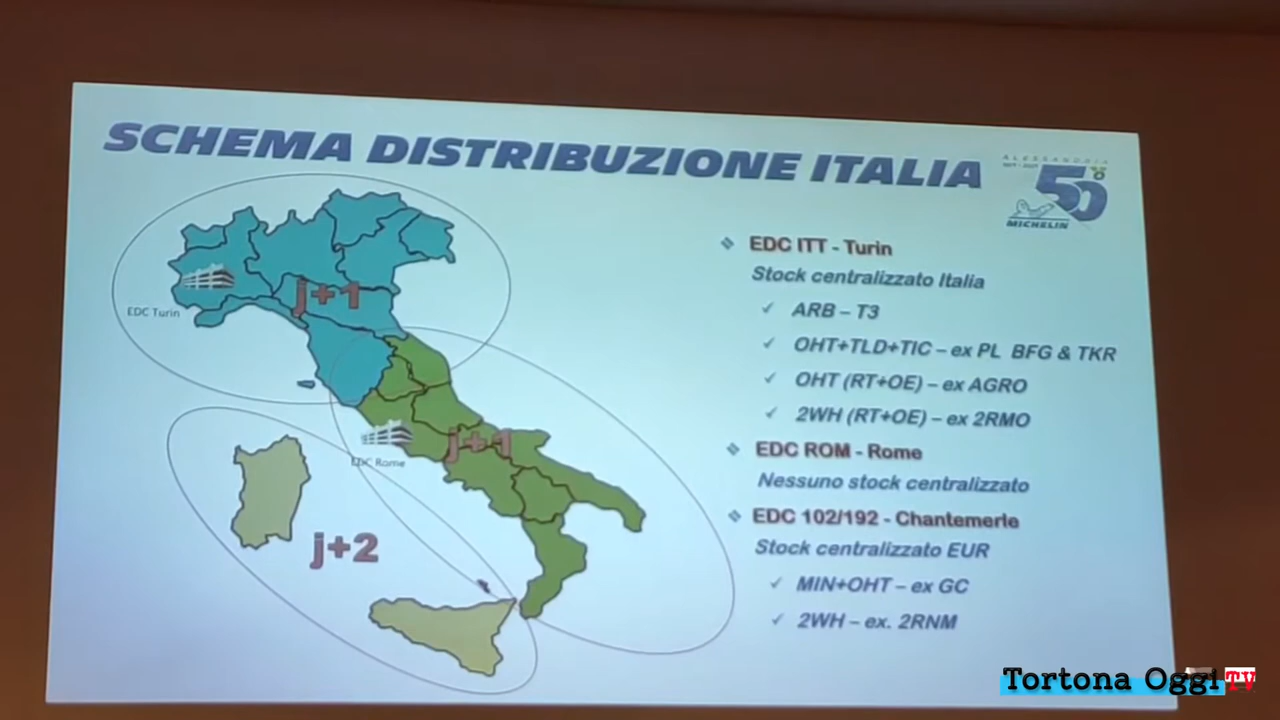 SCHEMA DISTRIBUZIONE ITALIA
ALESSANDRIA
50°
MICHELIN
j+1
EDC Turin
j+1
EDC Rome
j+2
EDC ITT - Turin
Stock centralizzato Italia
ARB – T3
OHT+TLD+TIC – ex PL BFG & TKR
OHT (RT+OE) – ex AGRO
2WH (RT+OE) – ex 2RMO
EDC ROM - Rome
Nessuno stock centralizzato
EDC 102/192 - Chantemerle
Stock centralizzato EUR
MIN+OHT – ex GC
2WH – ex. 2RNM
Tortona Oggi TV